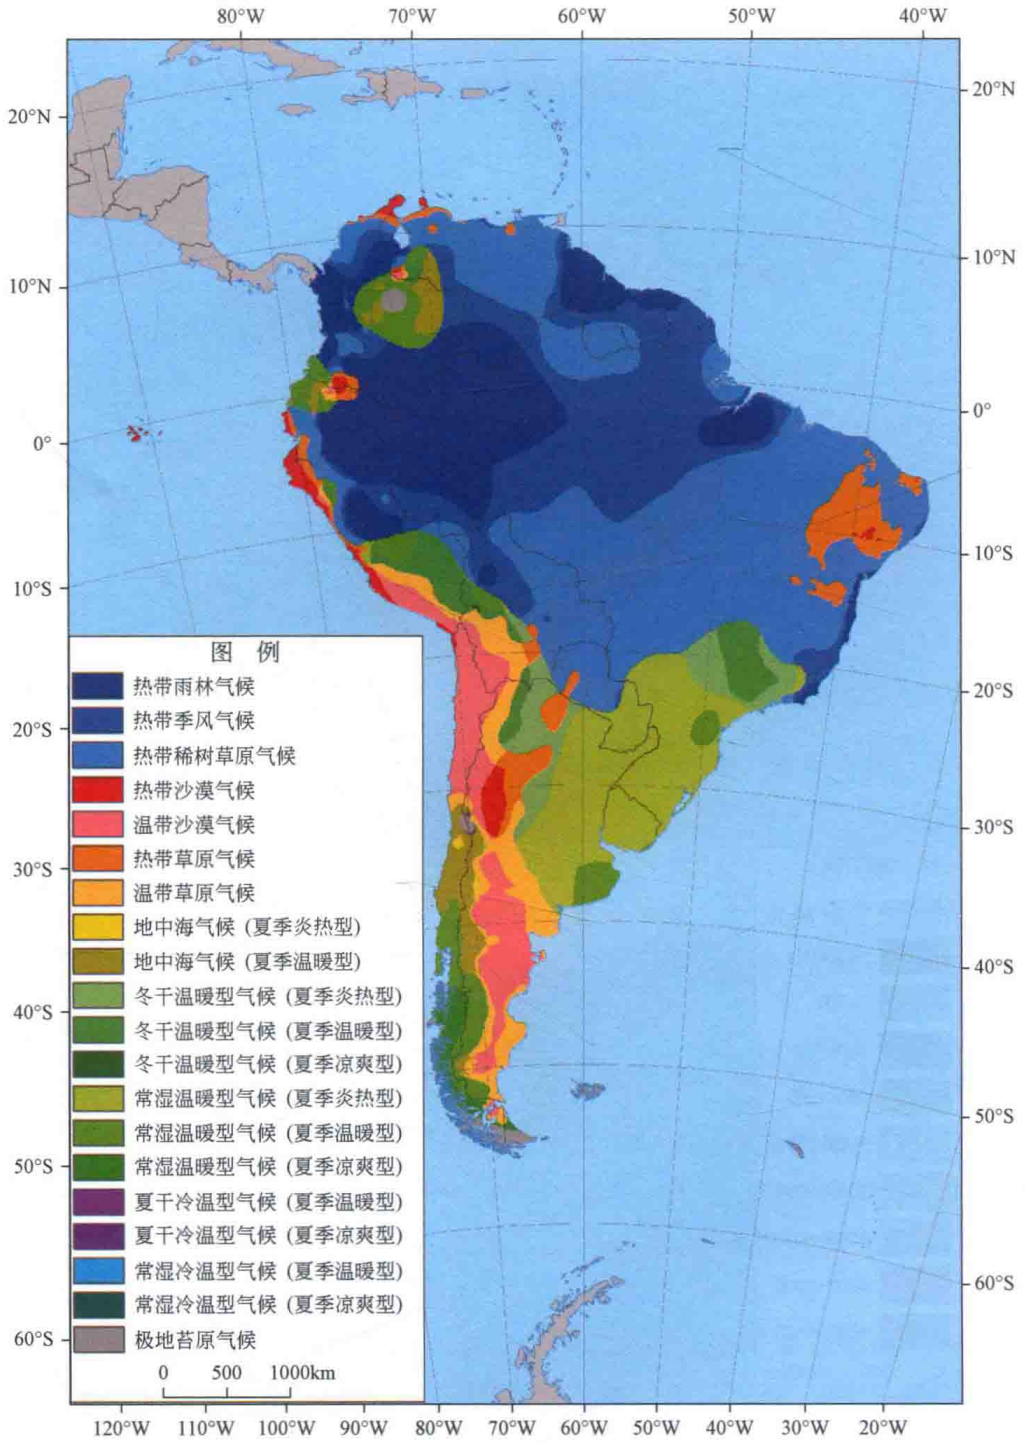 80°W 70°W 60°W 50°W 40°W
20°N
20°N
10°N
10°N
0°
0°
10°S
10°S
20°S
20°S
30°S
30°S
40°S
40°S
50°S
50°S
60°S
60°S
图 例
热带雨林气候
热带季风气候
热带稀树草原气候
热带沙漠气候
温带沙漠气候
热带草原气候
温带草原气候
地中海气候 (夏季炎热型)
地中海气候 (夏季温暖型)
冬干温暖型气候 (夏季炎热型)
冬干温暖型气候 (夏季温暖型)
冬干温暖型气候 (夏季凉爽型)
常湿温暖型气候 (夏季炎热型)
常湿温暖型气候 (夏季温暖型)
常湿温暖型气候 (夏季凉爽型)
夏干冷温型气候 (夏季温暖型)
夏干冷温型气候 (夏季凉爽型)
常湿冷温型气候 (夏季温暖型)
常湿冷温型气候 (夏季凉爽型)
极地苔原气候
0 500 1000km
120°W 110°W 100°W 90°W 80°W 70°W 60°W 50°W 40°W 30°W 20°W